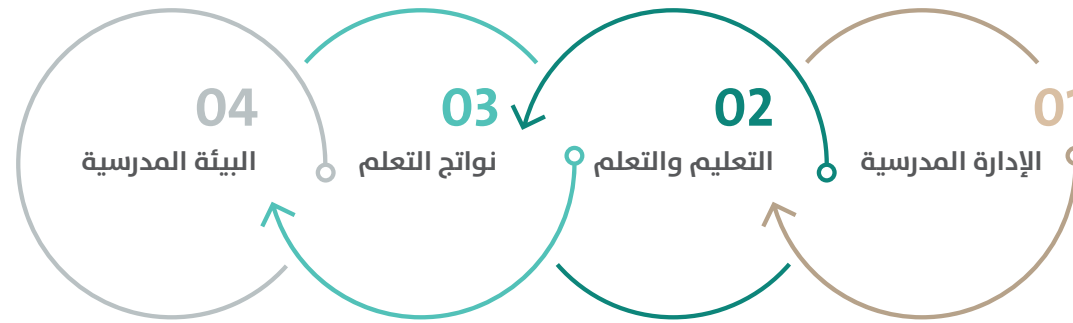 01
الإدارة المدرسية
02
التعليم والتعلم
03
نواتج التعلم
04
البيئة المدرسية